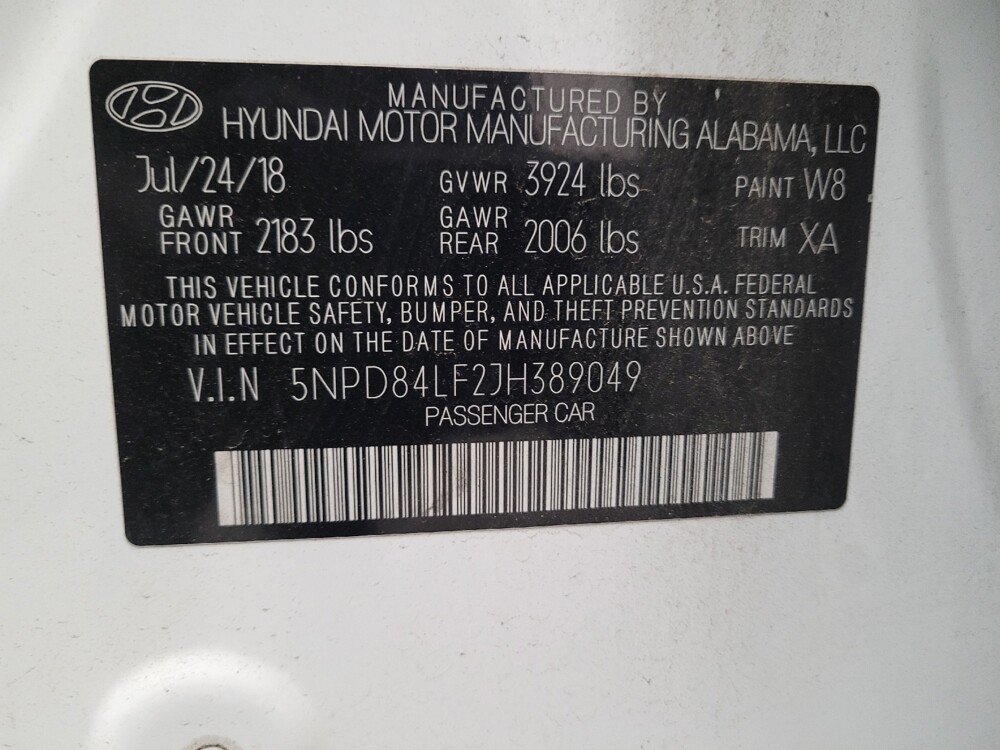 MANUFACTURED BY
HYUNDAI MOTOR MANUFACTURING ALABAMA, LLC
Jul/24/18 GVWR 3924 lbs PAINT W8
GAWR FRONT 2183 lbs GAWR REAR 2006 lbs TRIM XA
THIS VEHICLE CONFORMS TO ALL APPLICABLE U.S.A. FEDERAL
MOTOR VEHICLE SAFETY, BUMPER, AND THEFT PREVENTION STANDARDS
IN EFFECT ON THE DATE OF MANUFACTURE SHOWN ABOVE
V.I.N 5NPD84LF2JH389049
PASSENGER CAR